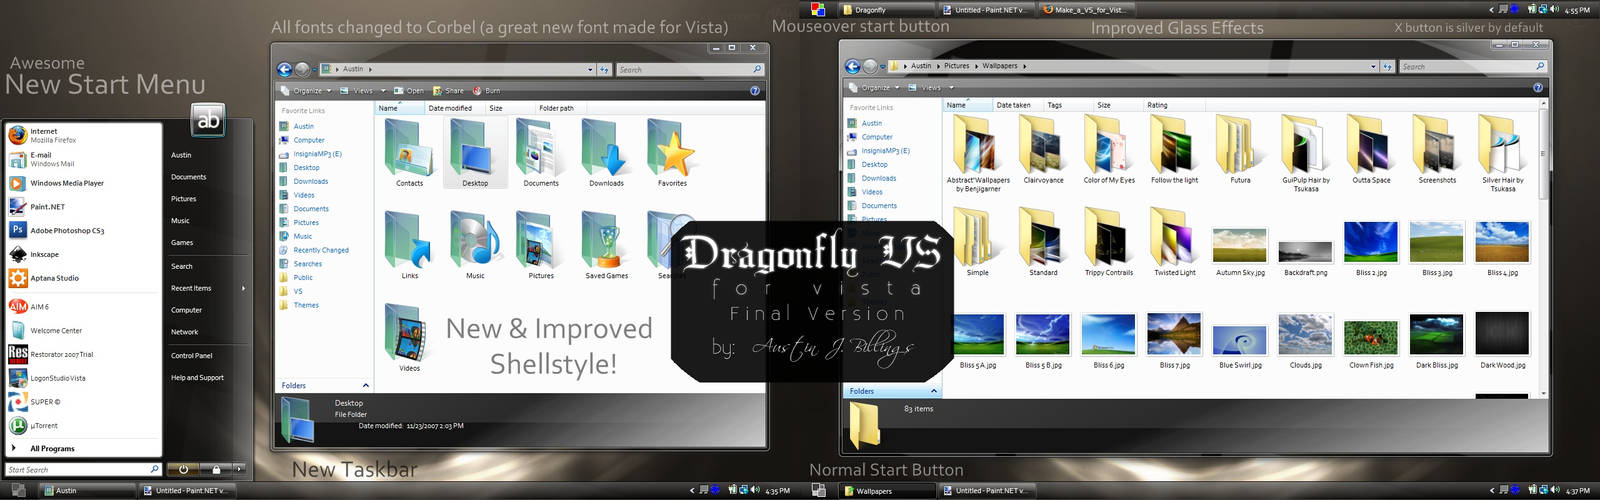 All fonts changed to Corbel (a great new font made for Vista)
Awesome
New Start Menu
ab
Internet
Mozilla Firefox
E-mail
Windows Mail
Windows Media Player
Paint.NET
Adobe Photoshop CS3
Inkscape
Aptana Studio
AIM 6
Welcome Center
Restorator 2007 Trial
LogonStudio Vista
SUPER ©
µTorrent
All Programs
Start Search
Austin
Documents
Pictures
Music
Games
Search
Recent Items
Computer
Network
Control Panel
Help and Support
Austin
Search
Organize Views Open Share Burn
Favorite Links
Austin
Computer
InsigniaMP3 (E)
Desktop
Downloads
Videos
Documents
Pictures
Music
Recently Changed
Searches
Public
VS
Themes
Folders
Name Date modified Size Folder path
Contacts Desktop Documents Downloads Favorites
Links Music Pictures Saved Games
Videos
New & Improved
Shellstyle!
Desktop
File Folder
Date modified: 11/23/2007 2:03 PM
New Taskbar
Austin Untitled - Paint.NET v... 4:35 PM
Dragonfly VS
for vista
Final Version
by: Austin J. Billings
Dragonfly Untitled - Paint.NET v... Make_a_VS_for_Vist... 4:55 PM
Mouseover start button
Improved Glass Effects
X button is silver by default
Austin Pictures Wallpapers
Search
Organize Views
Favorite Links
Austin
Computer
InsigniaMP3 (E)
Desktop
Downloads
Videos
Documents
Pictures
Folders
Name Date taken Tags Size Rating
Abstract*Wallpapers by Benjigarner Clairvoyance Color of My Eyes Follow the light Futura GuiPulp Hair by Tsukasa Outta Space Screenshots Silver Hair by Tsukasa
Simple Standard Trippy Contrails Twisted Light Autumn Sky.jpg Backdraft.png Bliss 2.jpg Bliss 3.jpg Bliss 4.jpg
Bliss 5A.jpg Bliss 5 B.jpg Bliss 6.jpg Bliss 7.jpg Blue Swirl.jpg Clouds.jpg Clown Fish.jpg Dark Bliss.jpg Dark Wood.jpg
83 items
Normal Start Button
Wallpapers Untitled - Paint.NET v... 4:37 PM